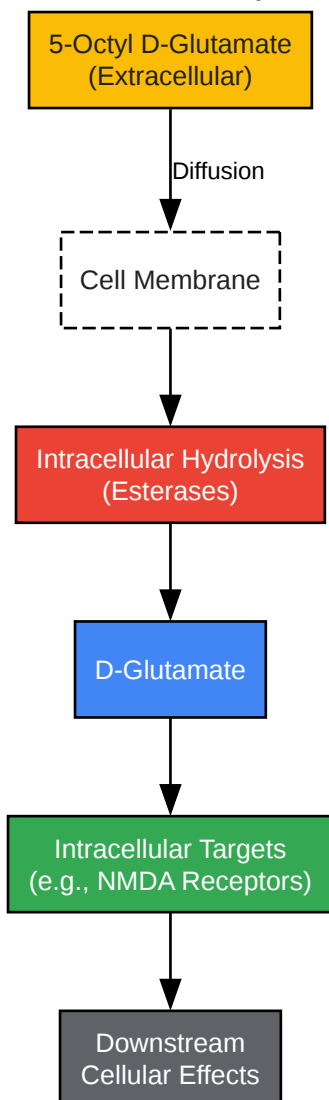 5-Octyl D-Glutamate
(Extracellular)
Diffusion
Cell Membrane
Intracellular Hydrolysis
(Esterases)
D-Glutamate
Intracellular Targets
(e.g., NMDA Receptors)
Downstream
Cellular Effects